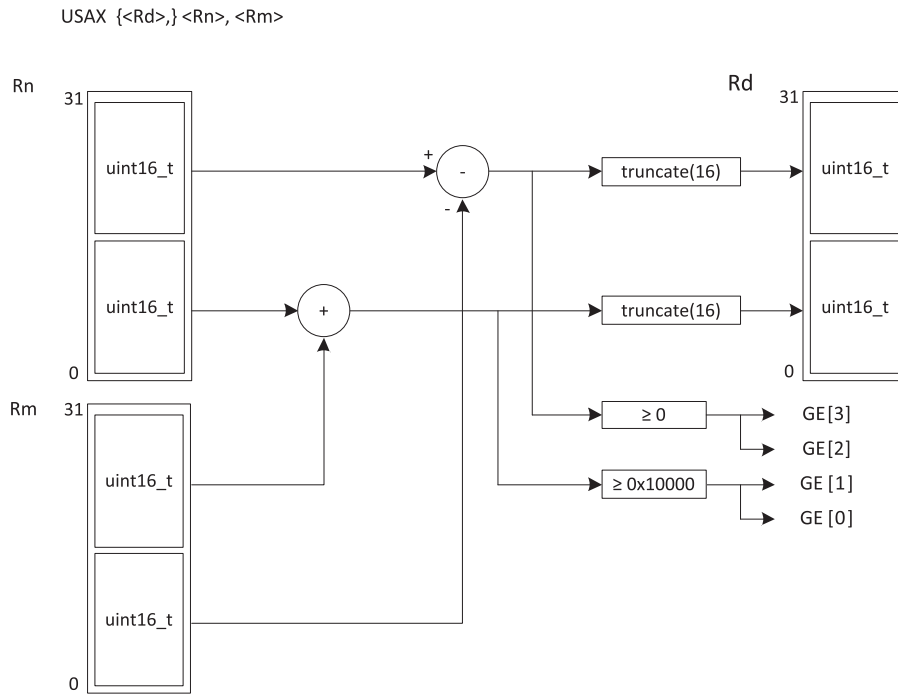 USAX {<Rd>,} <Rn>, <Rm>
Rn
31
uint16_t
uint16_t
0
Rm
31
uint16_t
uint16_t
0
+
-
-
+
truncate(16)
truncate(16)
≥ 0
≥ 0x10000
Rd
31
uint16_t
uint16_t
0
GE[3]
GE[2]
GE [1]
GE [0]